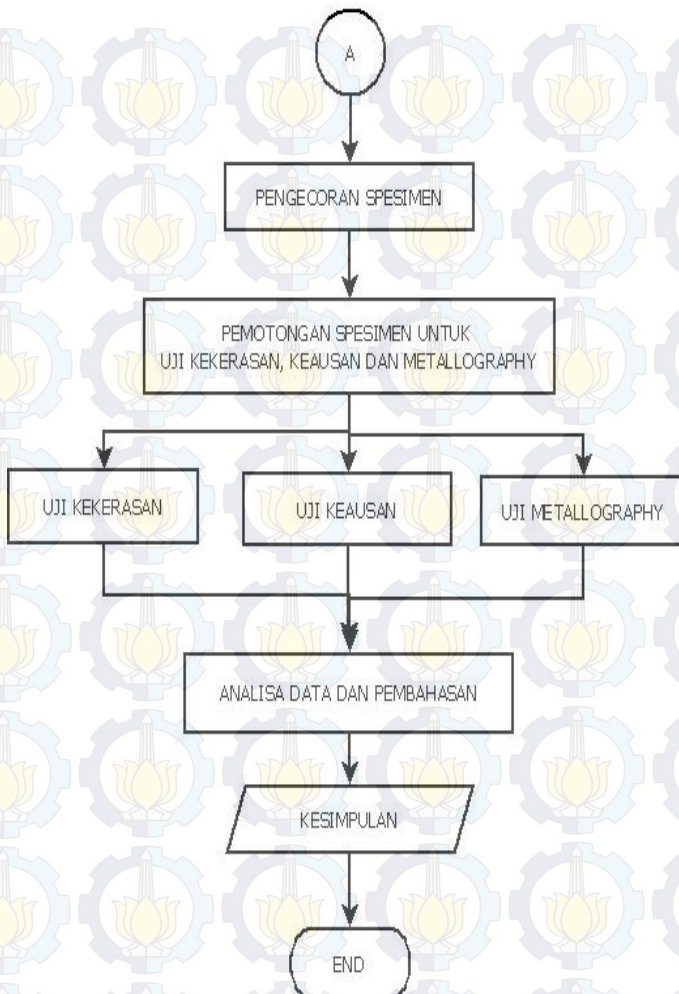 A
PENGECORAN SPESIMEN
PEMOTONGAN SPESIMEN UNTUK
UJI KEKERASAN, KEAUSAN DAN METALLOGRAPHY
UJI KEKERASAN
UJI KEAUSAN
UJI METALLOGRAPHY
ANALISA DATA DAN PEMBAHASAN
KESIMPULAN
END